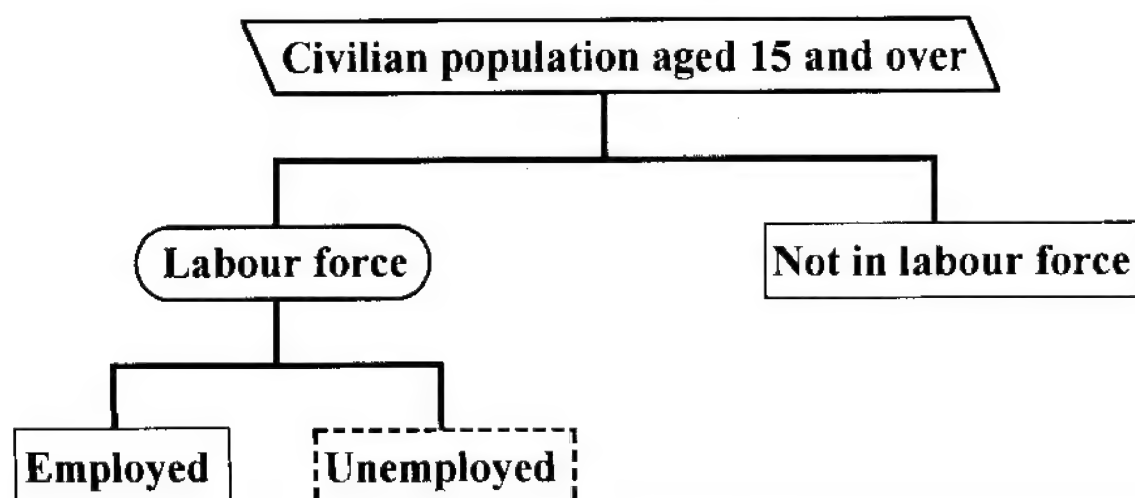 Civilian population aged 15 and over
Labour force
Not in labour force
Employed
Unemployed